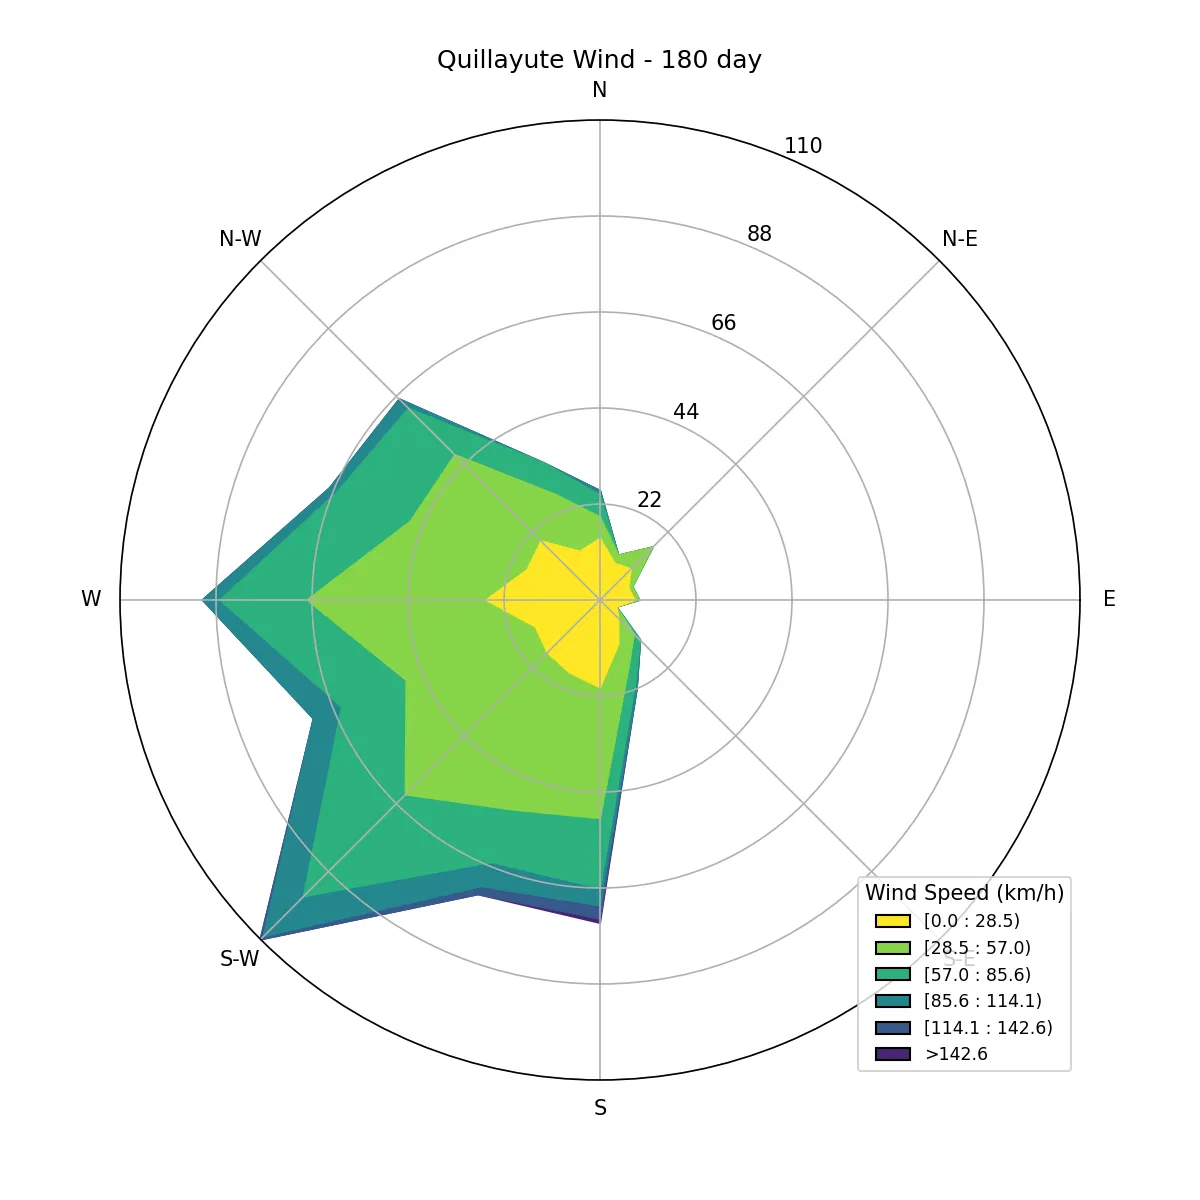 Quillayute Wind - 180 day
N
110
N-W
88
N-E
66
44
22
W
E
S-W
S-E
S
Wind Speed (km/h)
[0.0 : 28.5)
[28.5 : 57.0)
[57.0 : 85.6)
[85.6 : 114.1)
[114.1 : 142.6)
>142.6